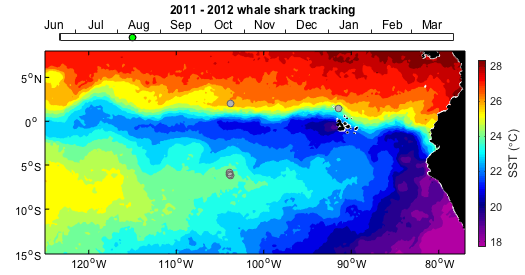 2011 - 2012 whale shark tracking
Jun Jul Aug Sep Oct Nov Dec Jan Feb Mar
5°N
0°
5°S
10°S
15°S
120°W 110°W 100°W 90°W 80°W
28
26
24
22
20
18
SST (°C)